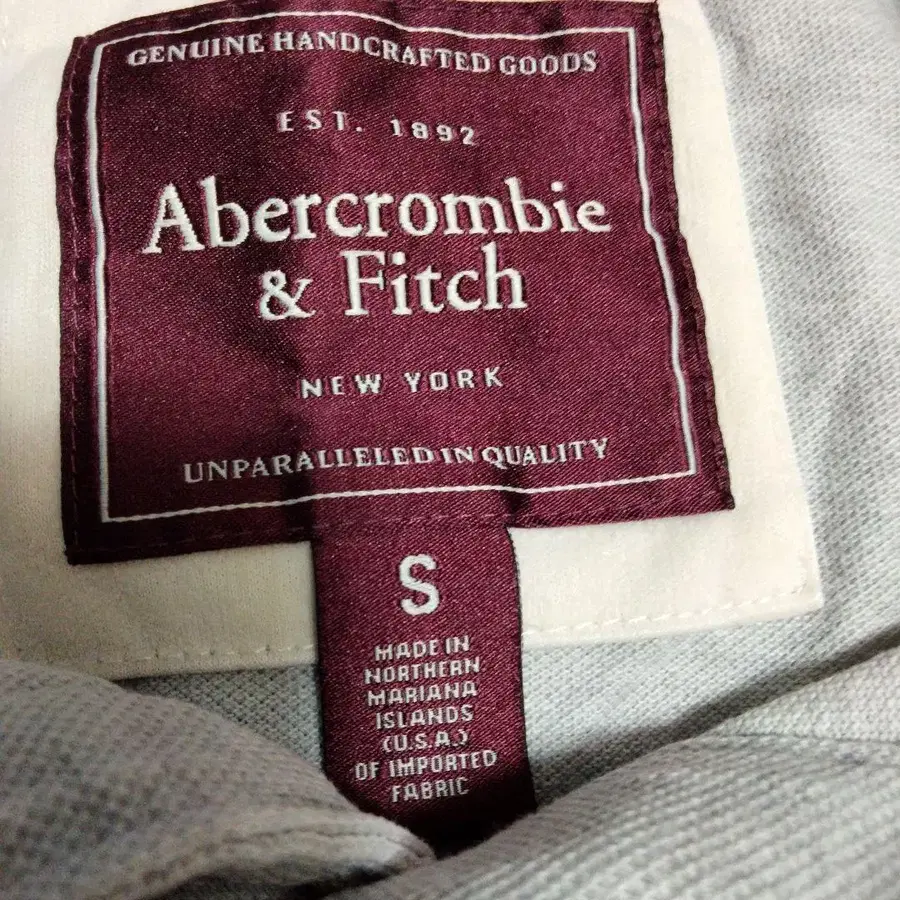 GENUINE HANDCRAFTED GOODS
EST. 1892
Abercrombie
& Fitch
NEW YORK
UNPARALLELED IN QUALITY
S
MADE IN
NORTHERN
MARIANA
ISLANDS
(U.S.A.)
OF IMPORTED
FABRIC